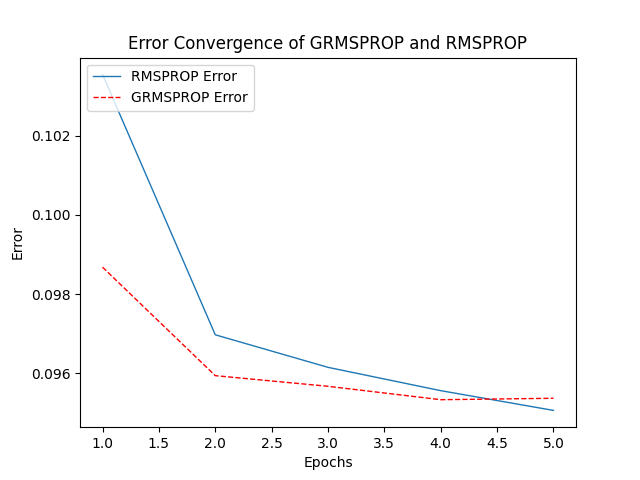 Error Convergence of GRMSPROP and RMSPROP
RMSPROP Error
GRMSPROP Error
0.102
0.100
0.098
0.096
Error
1.0 1.5 2.0 2.5 3.0 3.5 4.0 4.5 5.0
Epochs